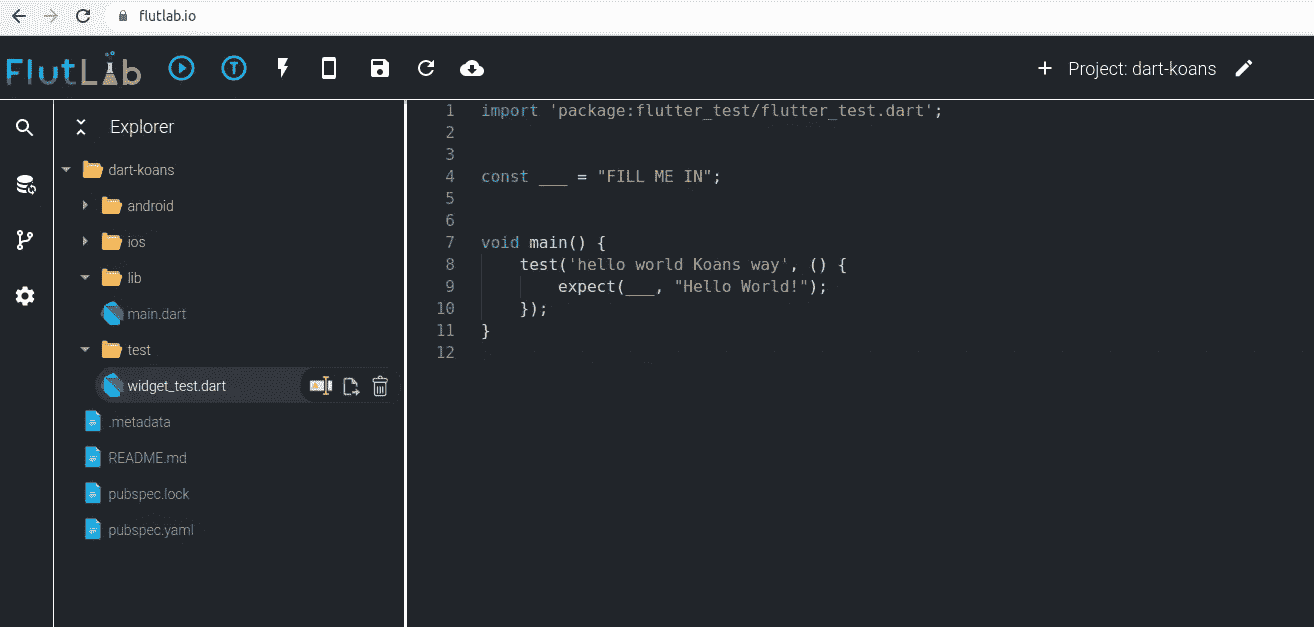 flutlab.io
FlutLab
T
+ Project: dart-koans
Explorer
dart-koans
android
ios
lib
main.dart
test
widget_test.dart
.metadata
README.md
pubspec.lock
pubspec.yaml
1 import 'package:flutter_test/flutter_test.dart';
2
3
4 const ___ = "FILL ME IN";
5
6
7 void main() {
8     test('hello world Koans way', () {
9         expect(___, "Hello World!");
10     });
11 }
12